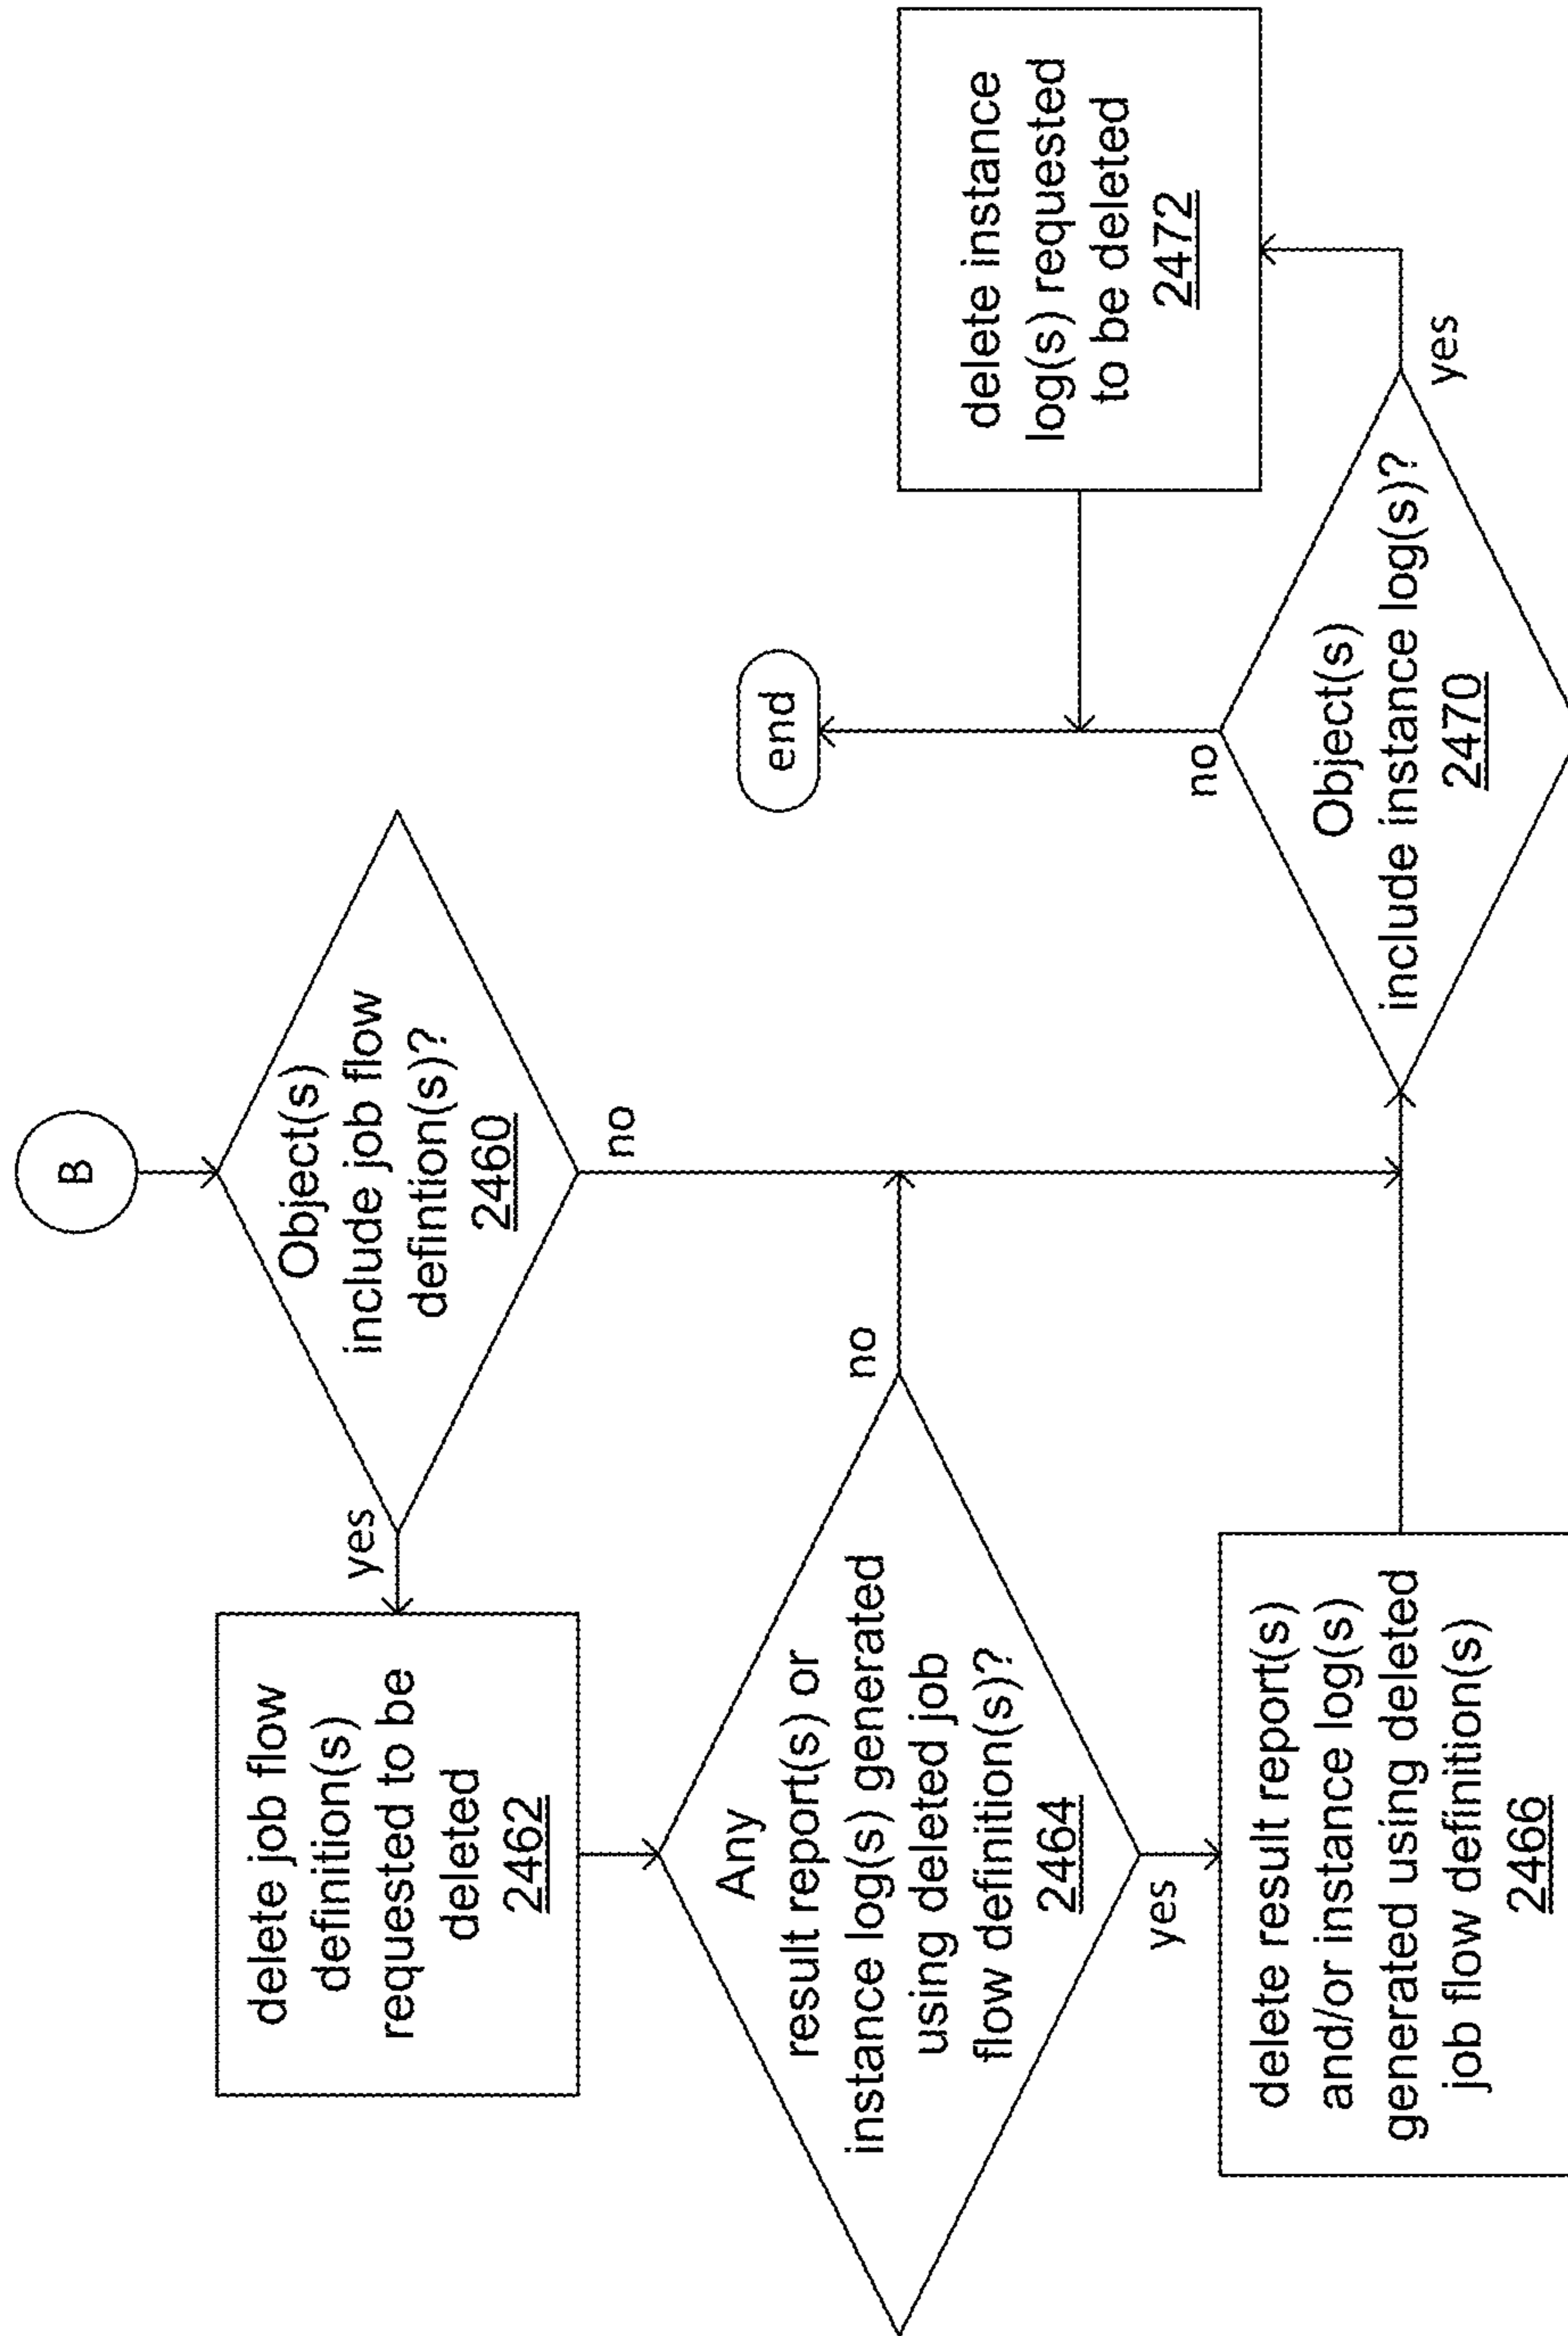 B
Object(s)
include job flow
defintion(s)?
2460
yes
no
delete job flow
definition(s)
requested to be
deleted
2462
Any
result report(s) or
instance log(s) generated
using deleted job
flow definition(s)?
2464
no
yes
delete result report(s)
and/or instance log(s)
generated using deleted
job flow definition(s)
2466
Object(s)
include instance log(s)?
2470
no
yes
delete instance
log(s) requested
to be deleted
2472
end